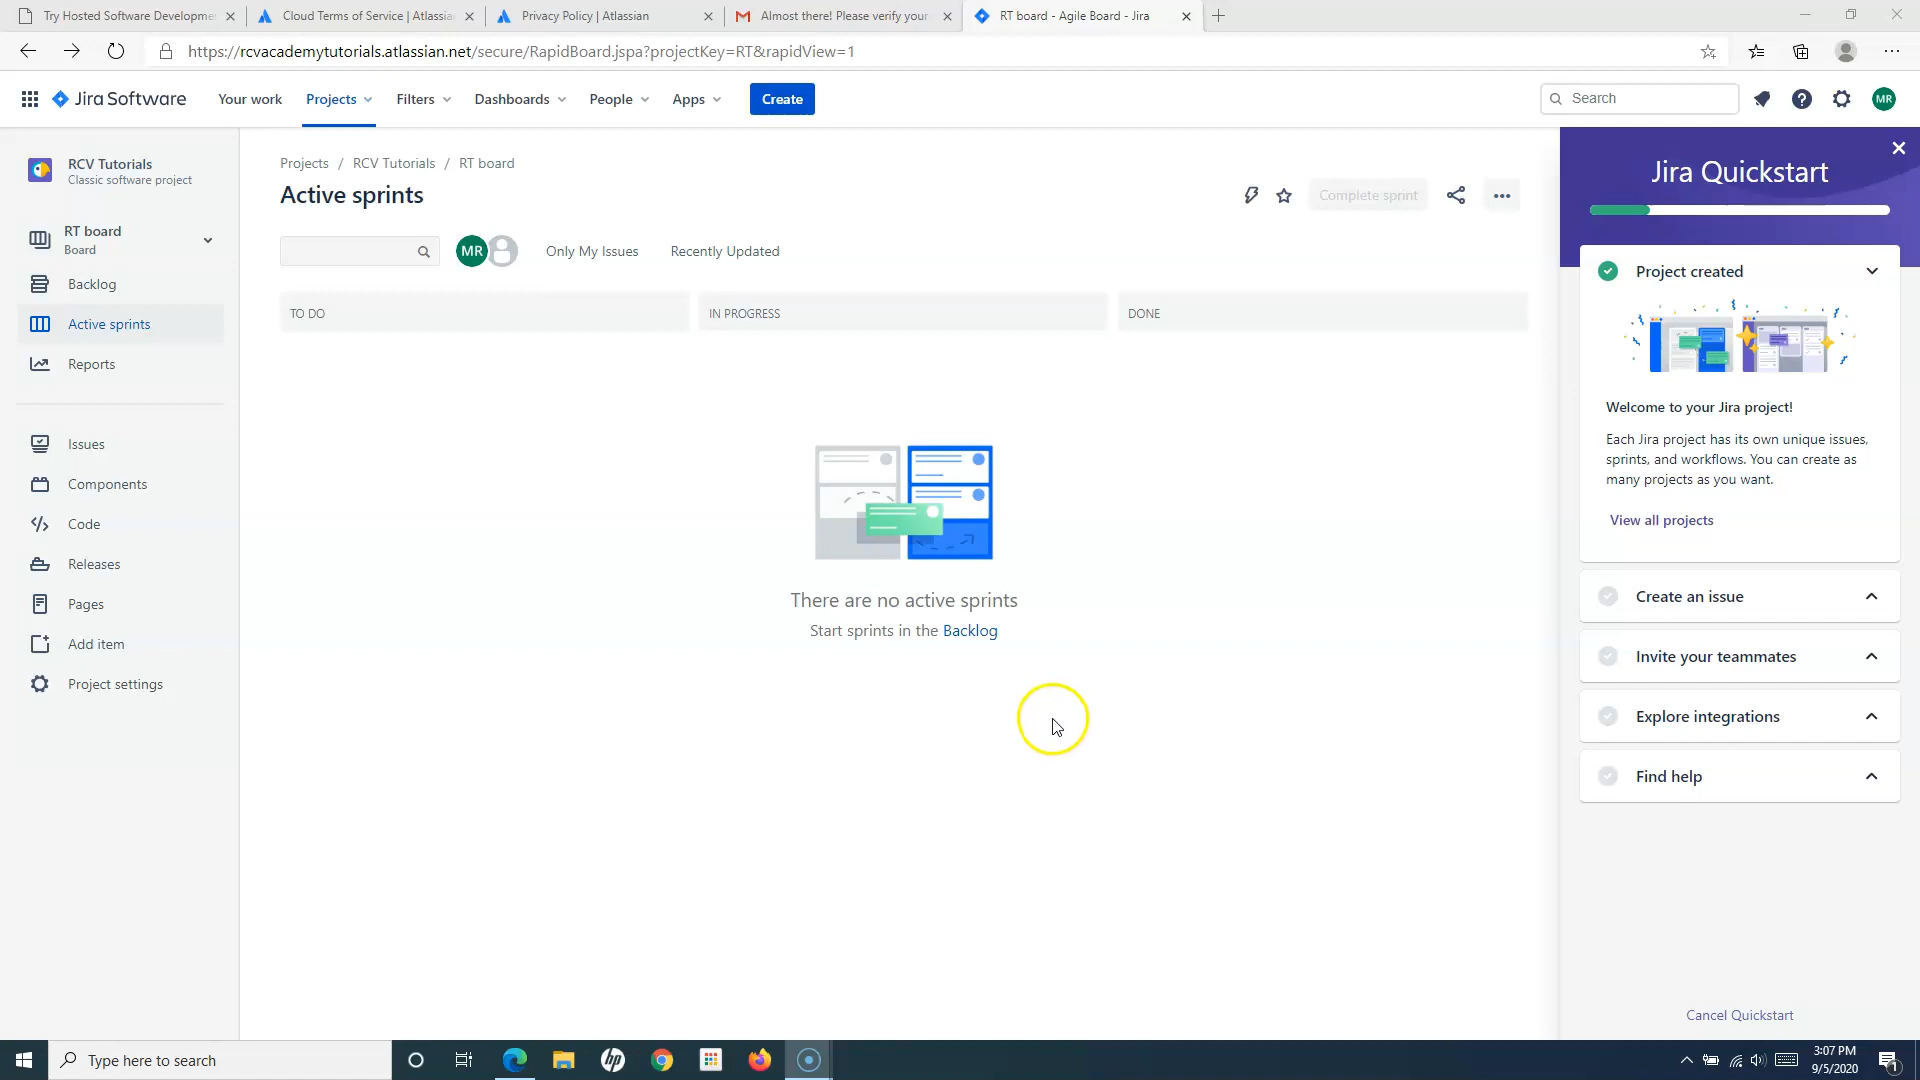 Try Hosted Software Developme
Cloud Terms of Service | Atlassia
Privacy Policy | Atlassian
Almost there! Please verify your
RT board - Agile Board - Jira
https://rcvacademytutorials.atlassian.net/secure/RapidBoard.jspa?projectKey=RT&rapidView=1
Jira Software
Your work
Projects
Filters
Dashboards
People
Apps
Create
Search
MR
RCV Tutorials
Classic software project
RT board
Board
Backlog
Active sprints
Reports
Issues
Components
Code
Releases
Pages
Add item
Project settings
Projects / RCV Tutorials / RT board
Active sprints
Complete sprint
MR
Only My Issues
Recently Updated
TO DO
IN PROGRESS
DONE
There are no active sprints
Start sprints in the Backlog
Jira Quickstart
Project created
Welcome to your Jira project!
Each Jira project has its own unique issues,
sprints, and workflows. You can create as
many projects as you want.
View all projects
Create an issue
Invite your teammates
Explore integrations
Find help
Cancel Quickstart
Type here to search
hp
3:07 PM
9/5/2020
1